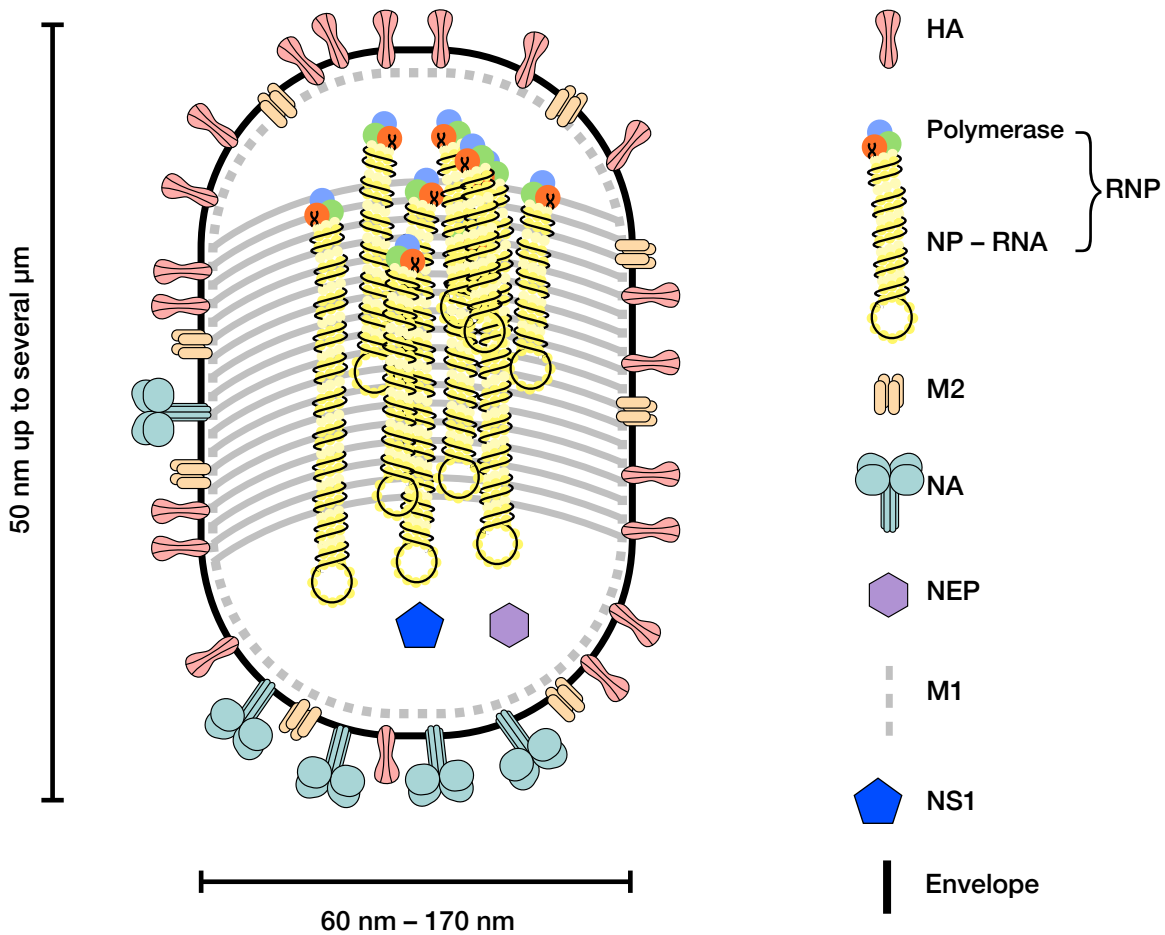 HA
Polymerase
RNP
NP – RNA
M2
NA
NEP
M1
NS1
Envelope
50 nm up to several µm
60 nm – 170 nm